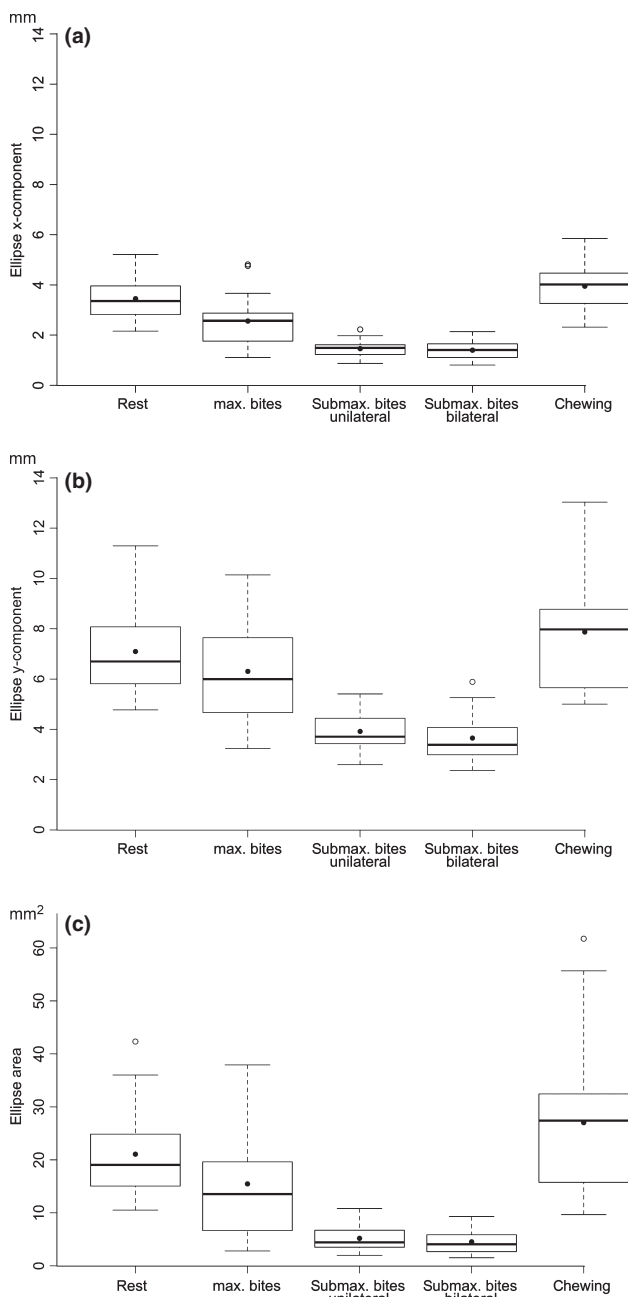 mm
(a)
14
12
10
8
6
4
2
0
Ellipse x-component
Rest
max. bites
Submax. bites
unilateral
Submax. bites
bilateral
Chewing
mm
(b)
14
12
10
8
6
4
2
0
Ellipse y-component
Rest
max. bites
Submax. bites
unilateral
Submax. bites
bilateral
Chewing
mm²
(c)
60
50
40
30
20
10
0
Ellipse area
Rest
max. bites
Submax. bites
unilateral
Submax. bites
bilateral
Chewing